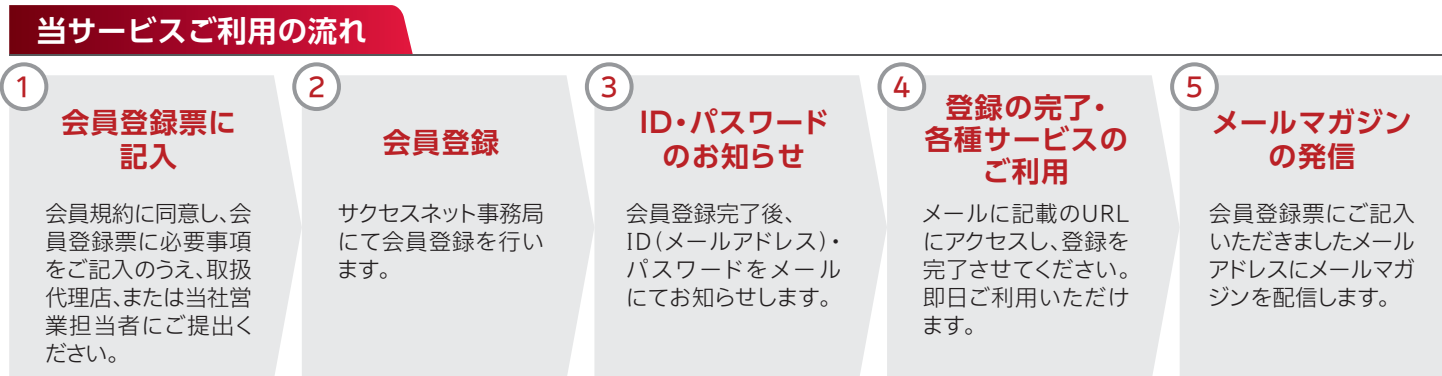 当サービスご利用の流れ
1
会員登録票に
記入
会員規約に同意し、会
員登録票に必要事項
をご記入のうえ、取扱
代理店、または当社営
業担当者にご提出く
ださい。
2
会員登録
サクセスネット事務局
にて会員登録を行い
ます。
3
ID・パスワード
のお知らせ
会員登録完了後、
ID(メールアドレス)・
パスワードをメール
にてお知らせします。
4
登録の完了・
各種サービスの
ご利用
メールに記載のURL
にアクセスし、登録を
完了させてください。
即日ご利用いただけ
ます。
5
メールマガジン
の発信
会員登録票にご記入
いただきましたメール
アドレスにメールマガ
ジンを配信します。